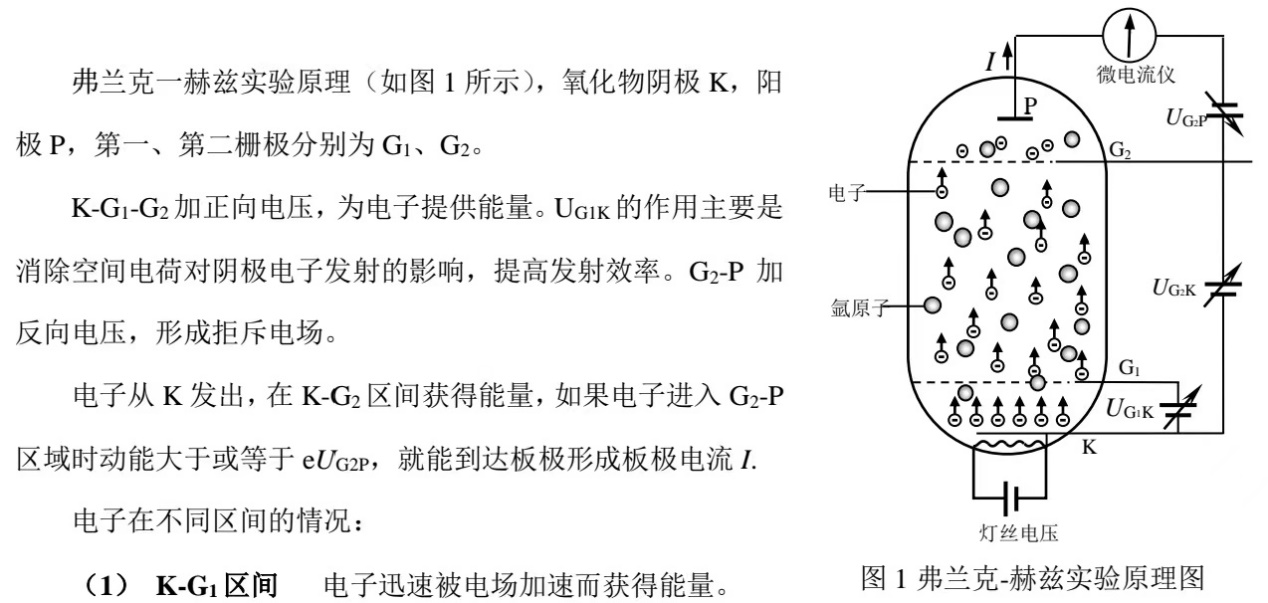 弗兰克一赫兹实验原理（如图 1 所示），氧化物阴极 K，阳
极 P，第一、第二栅极分别为 G1、G2。
K-G1-G2 加正向电压，为电子提供能量。UG1K 的作用主要是
消除空间电荷对阴极电子发射的影响，提高发射效率。G2-P 加
反向电压，形成拒斥电场。
电子从 K 发出，在 K-G2 区间获得能量，如果电子进入 G2-P
区域时动能大于或等于 eUG2P，就能到达板极形成板极电流 I.
电子在不同区间的情况：
（1） K-G1 区间 电子迅速被电场加速而获得能量。
I
微电流仪
P
UG2P
G2
电子
UG2K
氩原子
G1
UG1K
K
灯丝电压
图 1 弗兰克-赫兹实验原理图